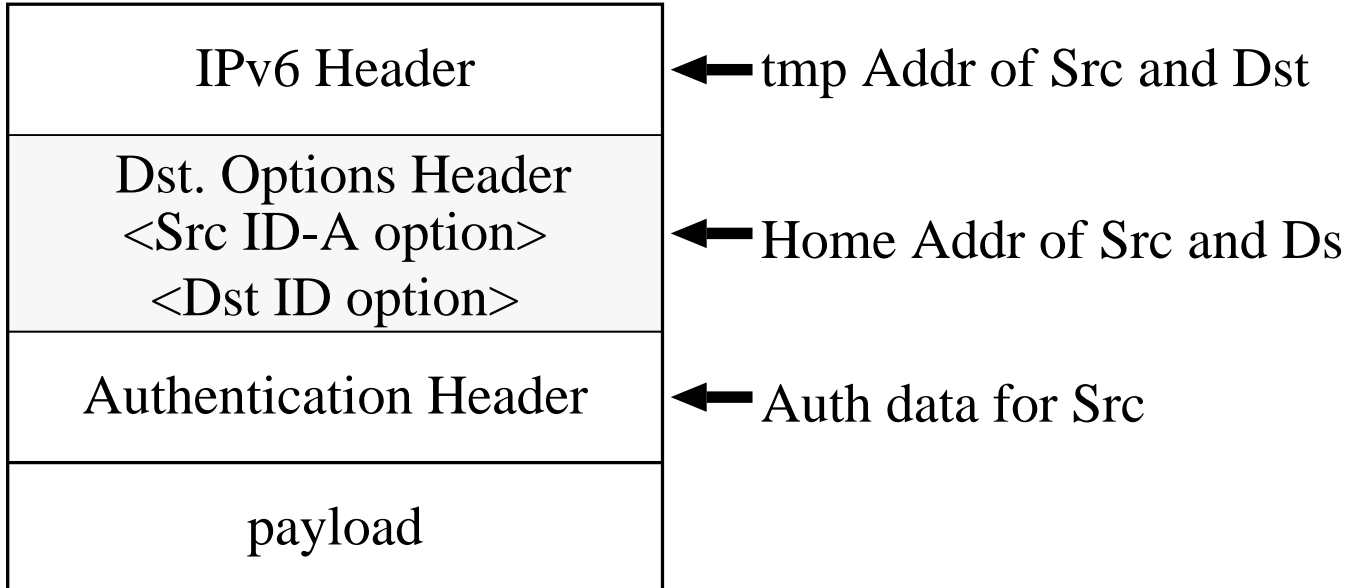 IPv6 Header
tmp Addr of Src and Dst
Dst. Options Header
<Src ID-A option>
<Dst ID option>
Home Addr of Src and Ds
Authentication Header
Auth data for Src
payload